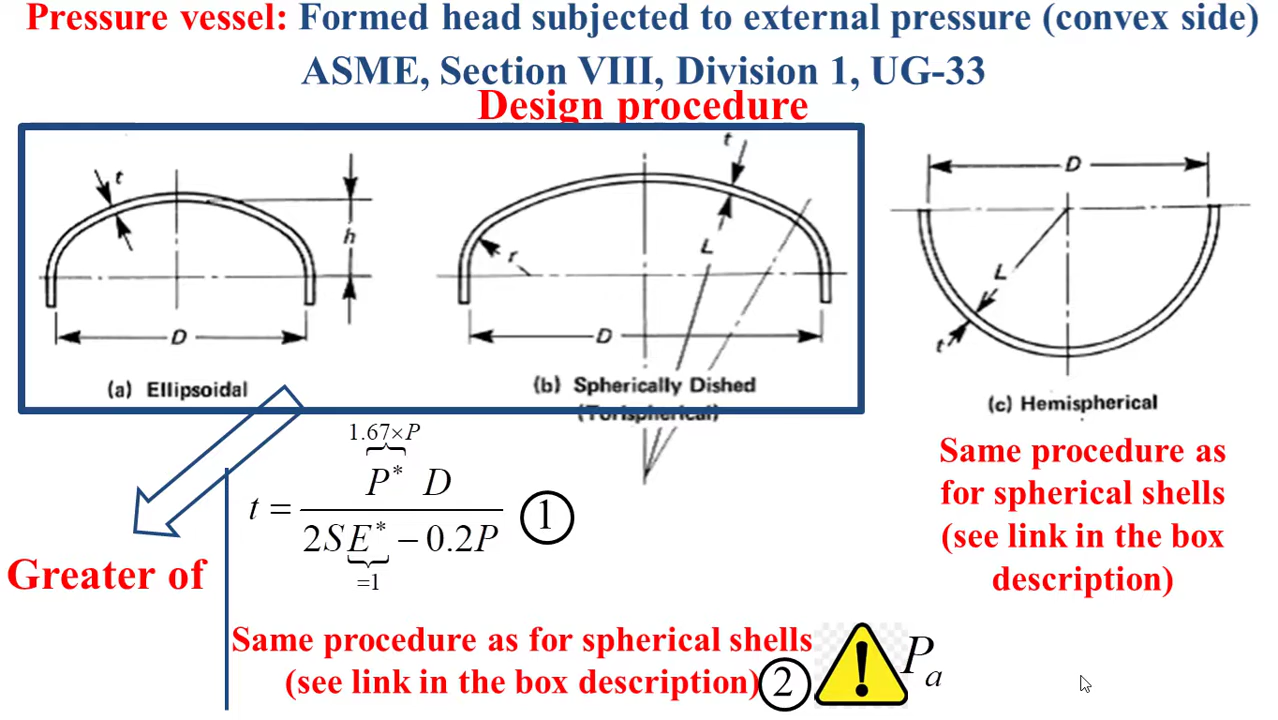 Pressure vessel: Formed head subjected to external pressure (convex side)
ASME, Section VIII, Division 1, UG-33
Design procedure
t
h
D
(a) Ellipsoidal
t
r
L
D
(b) Spherically Dished
(Torispherical)
D
L
t
(c) Hemispherical
Same procedure as
for spherical shells
(see link in the box
description)
Greater of
1.67×P
t = P* D / 2SE* − 0.2P
=1
1
Same procedure as for spherical shells
(see link in the box description)
2
!
Pa